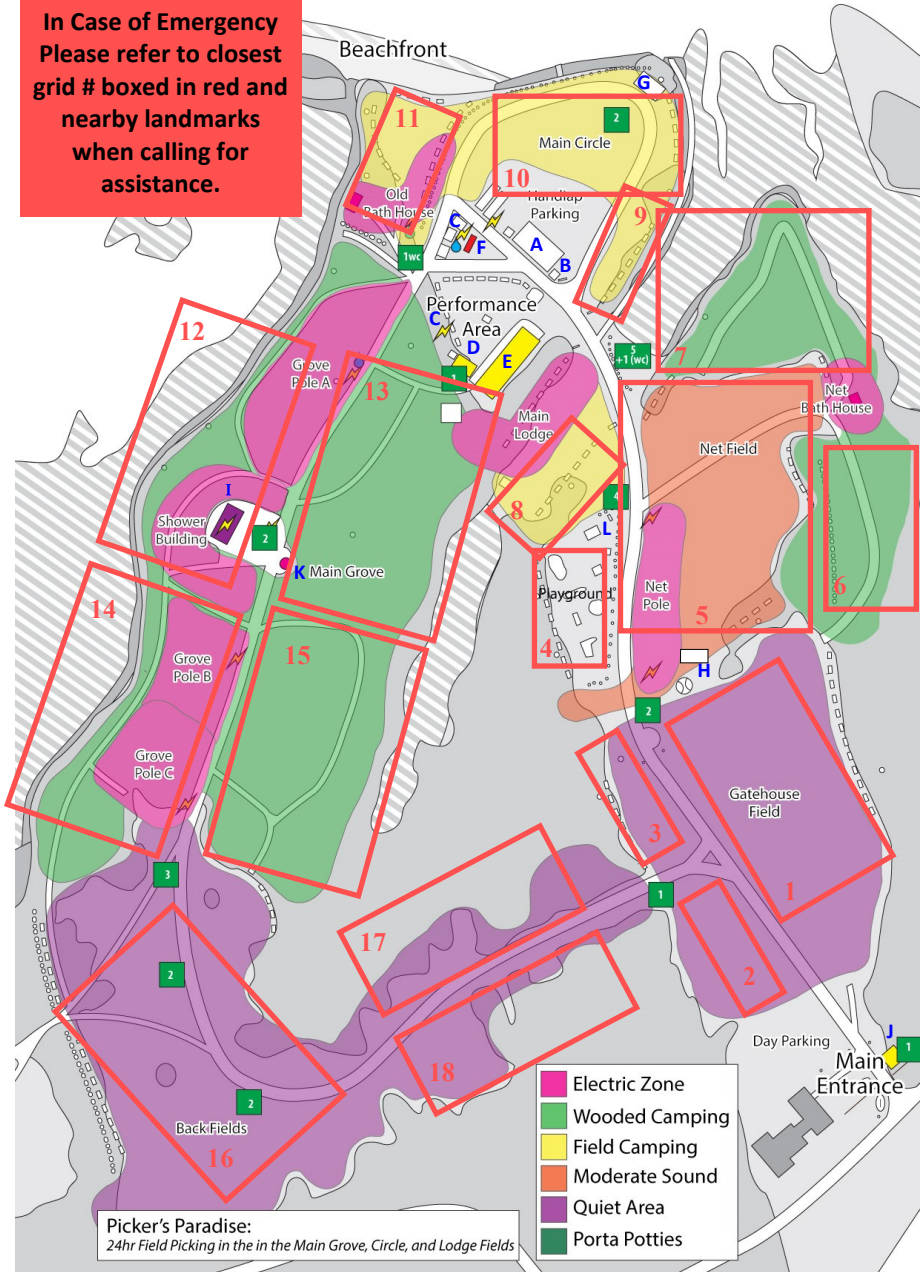 In Case of Emergency
Please refer to closest
grid # boxed in red and
nearby landmarks
when calling for
assistance.
Beachfront
G
2
11
Main Circle
10
Old
Bath House
Handiap
Parking
9
C
F
A
B
1wc
7
Performance
Area
C
12
D
E
5
+1 (wc)
Grove
Pole A
13
1
Net
Bath House
Main
Lodge
Net Field
I
8
4
Shower
Building
2
L
K
Main Grove
14
Net
Pole
Playground
6
5
4
15
Grove
Pole B
H
2
Grove
Pole C
Gatehouse
Field
3
3
1
1
17
2
2
J
1
Day Parking
Main
Entrance
18
2
Back Fields
16
Electric Zone
Wooded Camping
Field Camping
Moderate Sound
Quiet Area
Porta Potties
Picker's Paradise:
24hr Field Picking in the in the Main Grove, Circle, and Lodge Fields